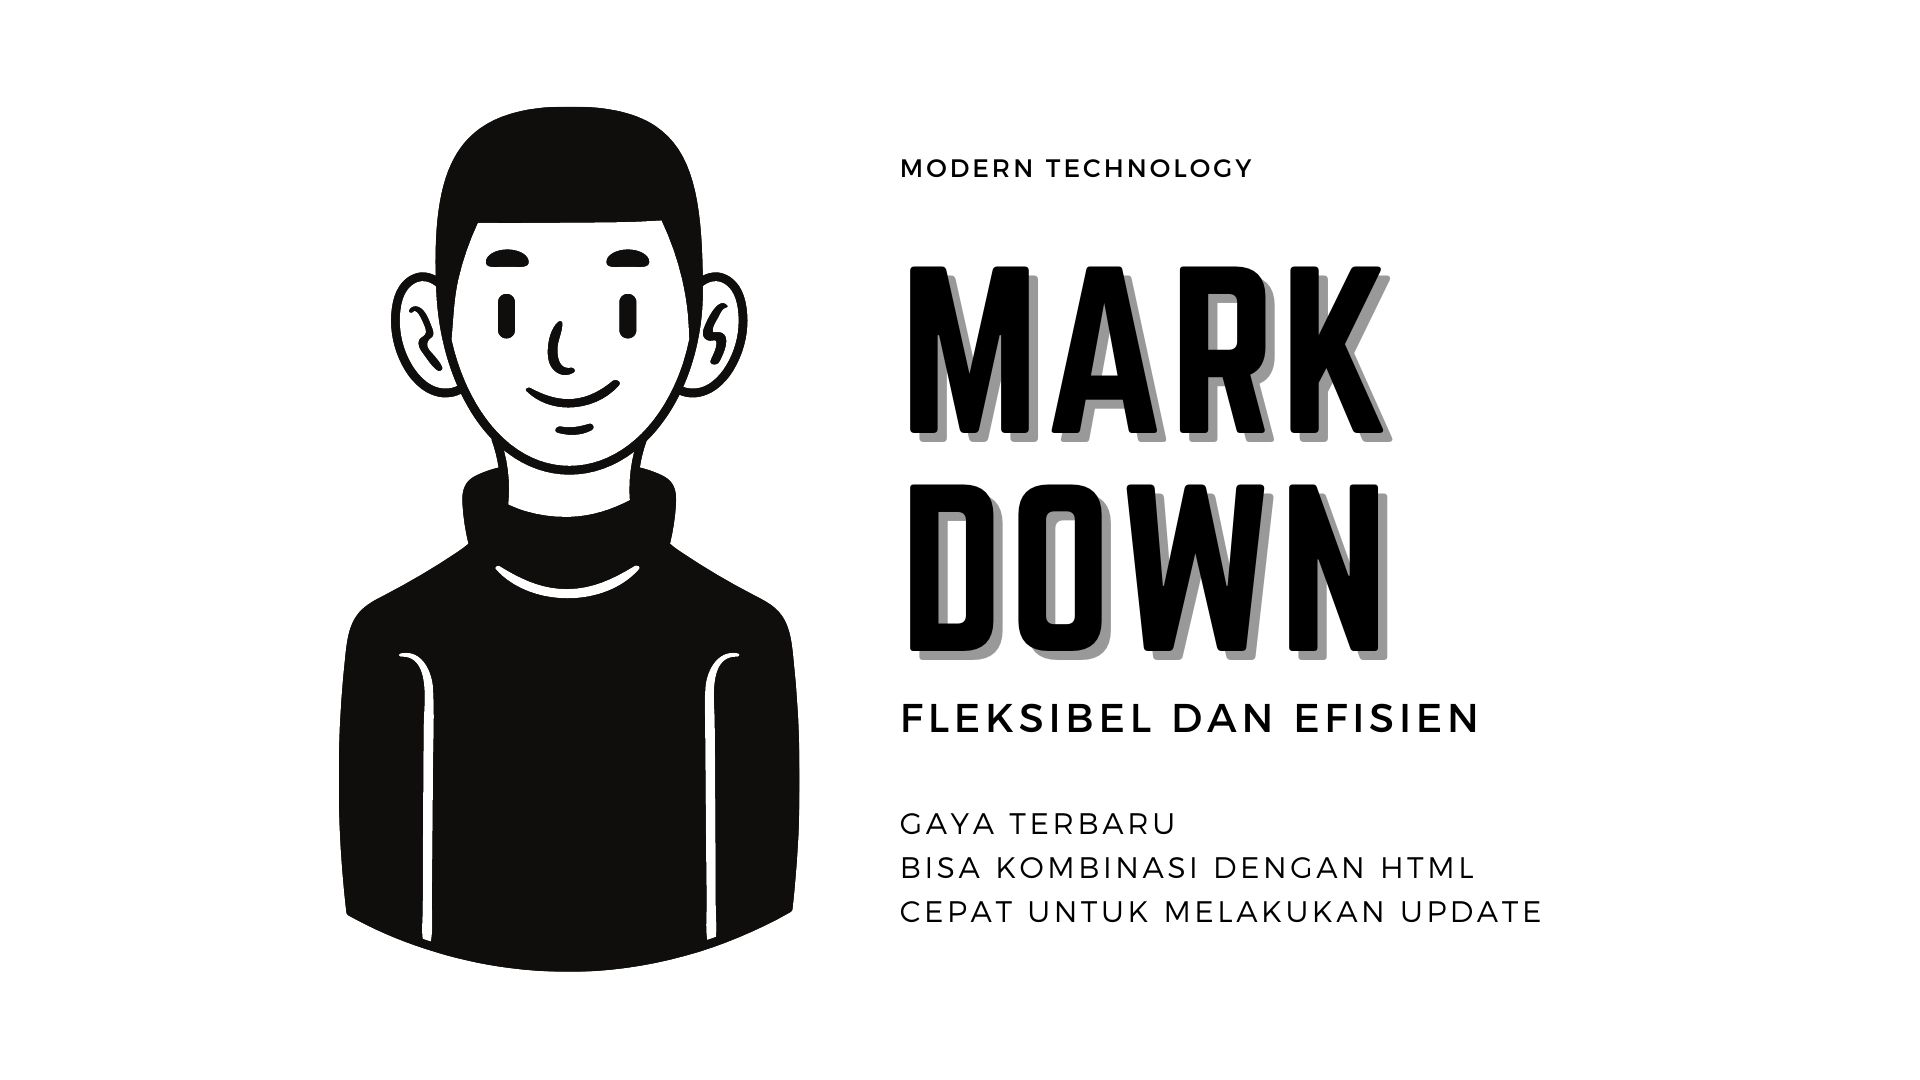 MODERN TECHNOLOGY
MARK
DOWN
FLEKSIBEL DAN EFISIEN
GAYA TERBARU
BISA KOMBINASI DENGAN HTML
CEPAT UNTUK MELAKUKAN UPDATE